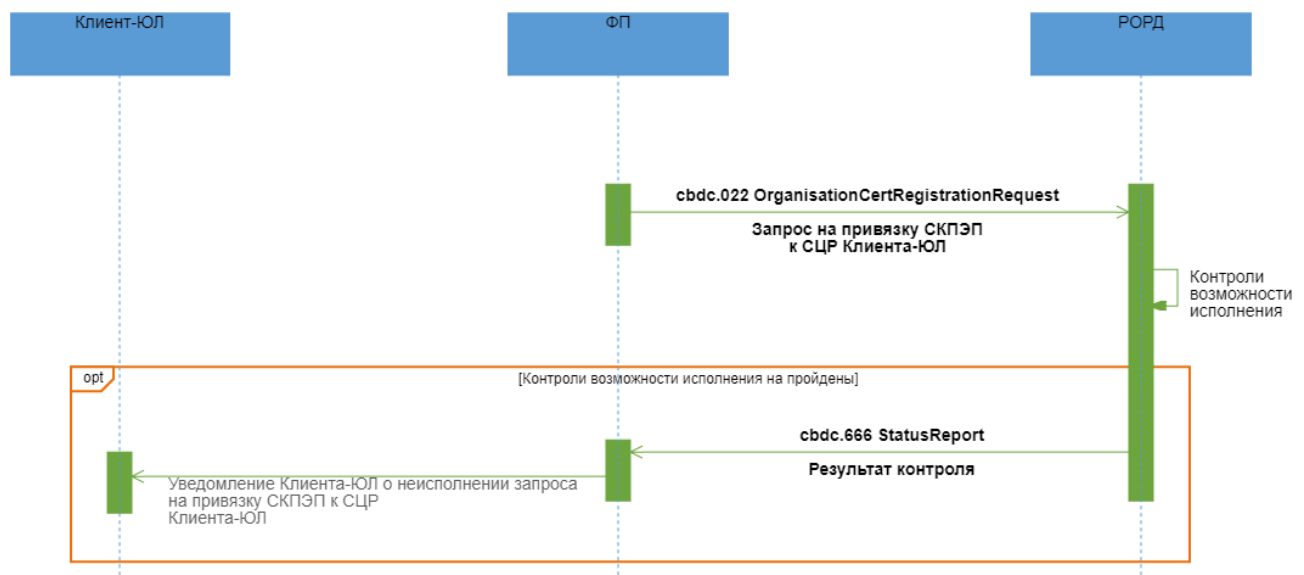 Клиент-ЮЛ
ФП
РОРД
cbdc.022 OrganisationCertRegistrationRequest
Запрос на привязку СКПЭП
к СЦР Клиента-ЮЛ
Контроли
возможности
исполнения
opt
[Контроли возможности исполнения на пройдены]
cbdc.666 StatusReport
Результат контроля
Уведомление Клиента-ЮЛ о неисполнении запроса
на привязку СКПЭП к СЦР
Клиента-ЮЛ